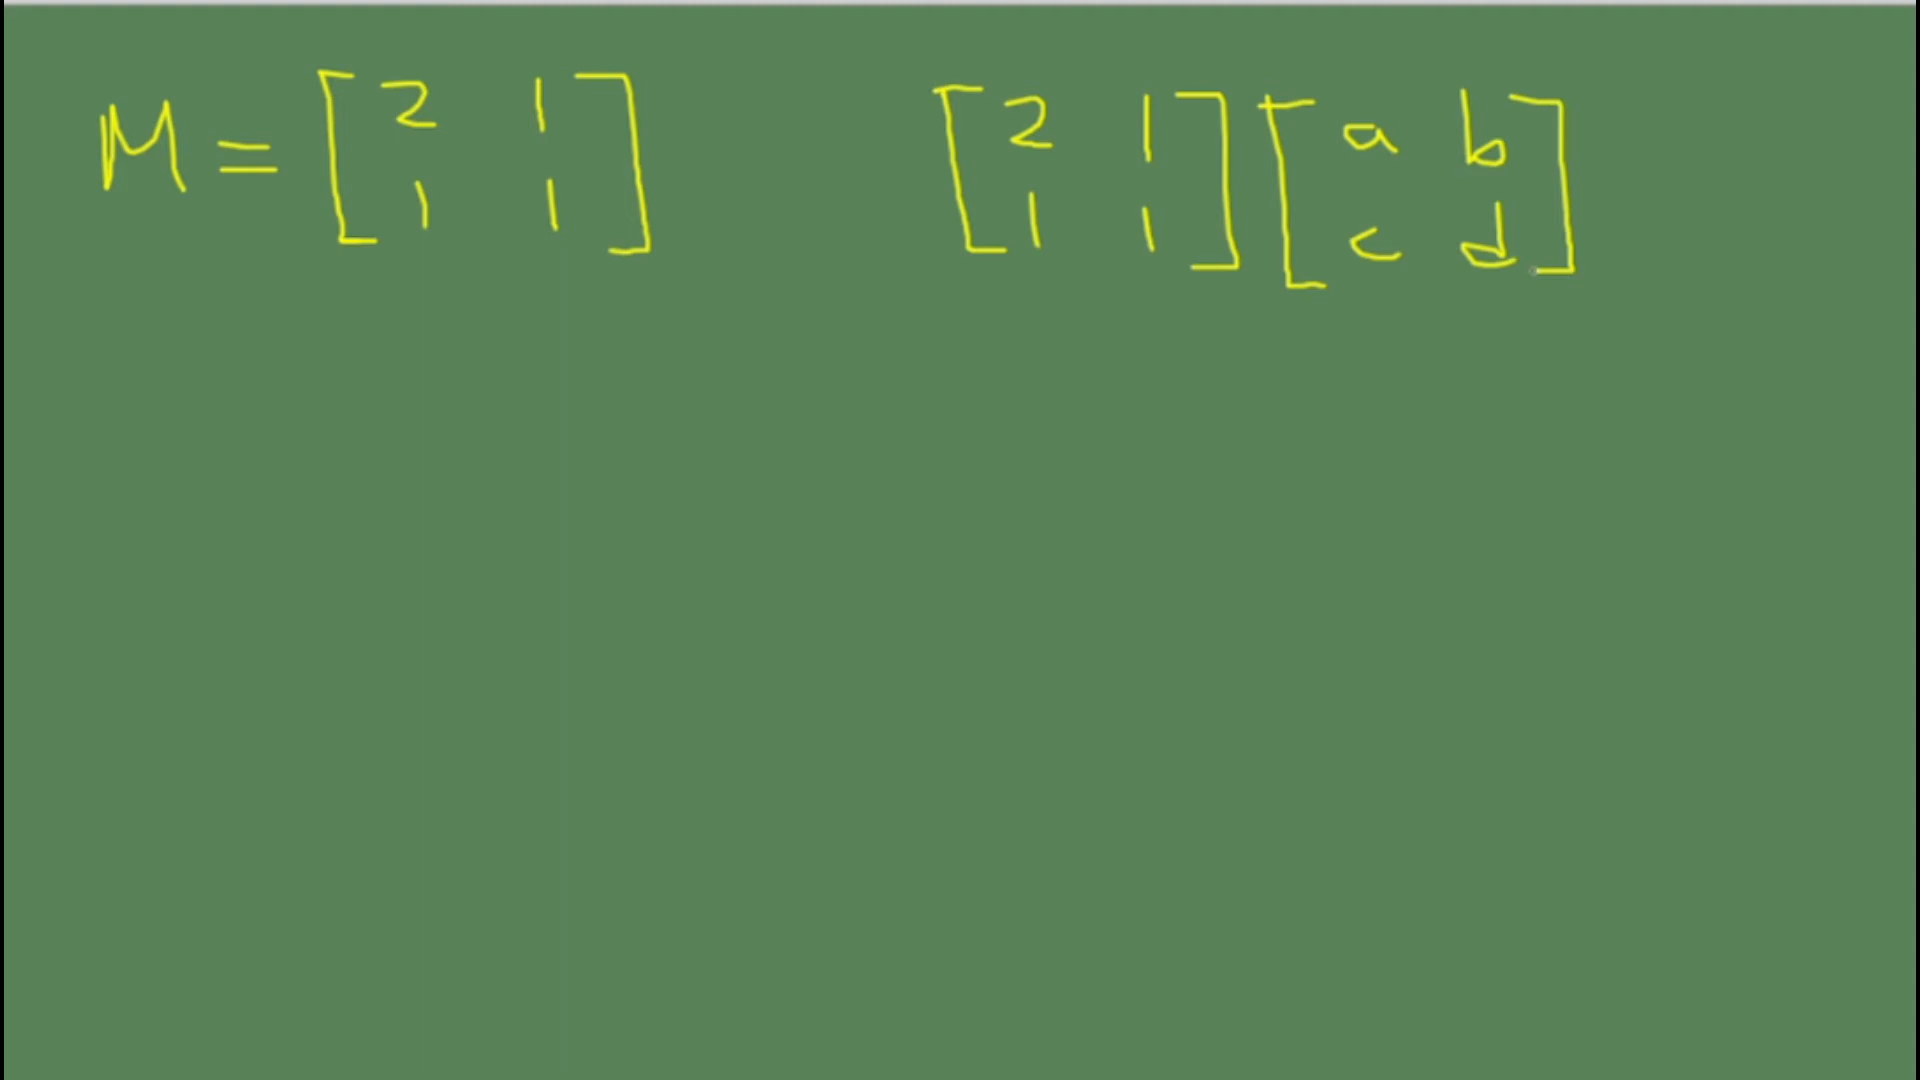 M = [2 1 [2 1] [a b]
1 1] [1 1] [c d]